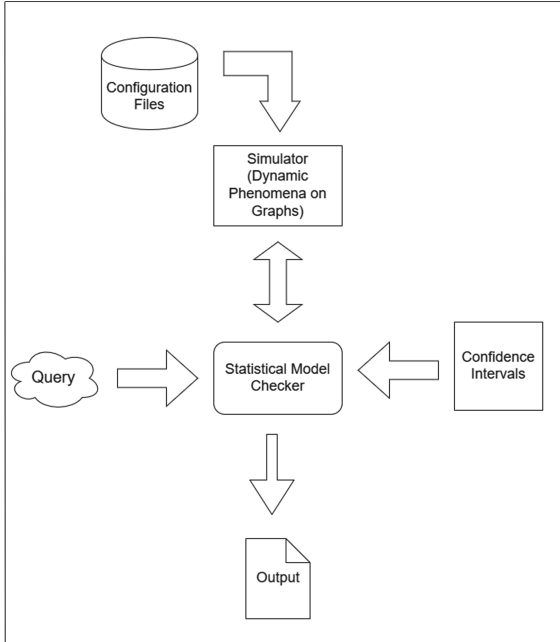 Configuration
Files
Simulator
(Dynamic
Phenomena on
Graphs)
Query
Statistical Model
Checker
Confidence
Intervals
Output